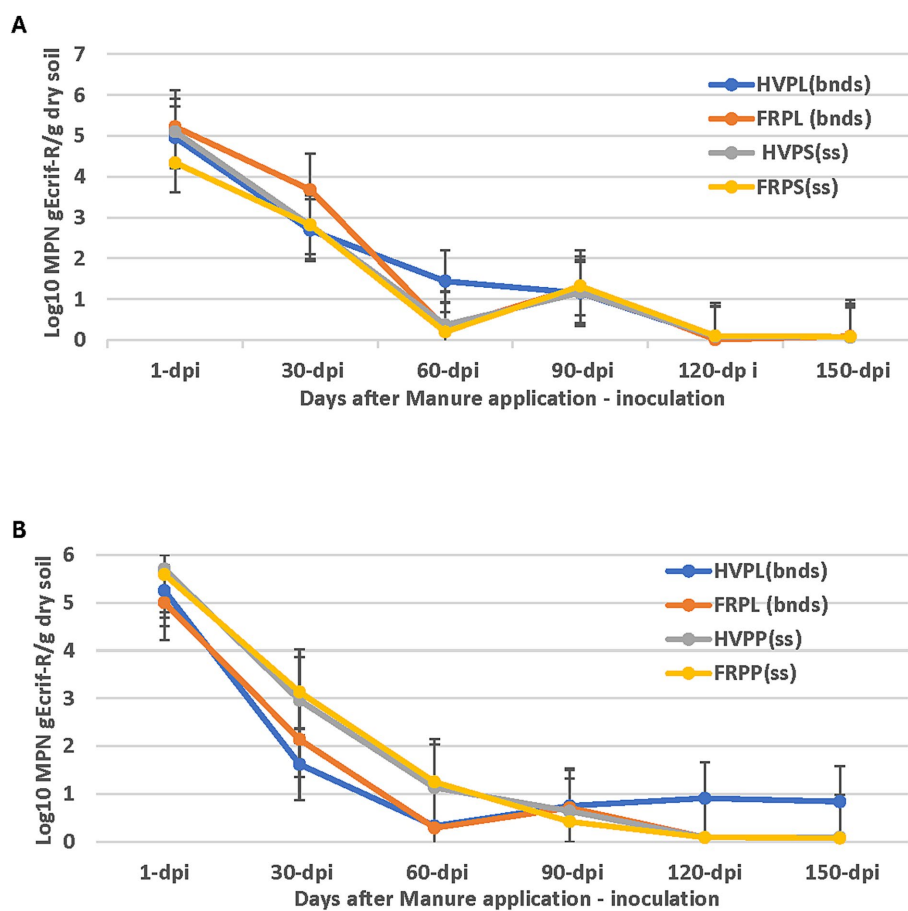 A
Log10 MPN gEcrif-R/g dry soil
7
6
5
4
3
2
1
0
HVPL(bnds)
FRPL (bnds)
HVPS(ss)
FRPS(ss)
1-dpi 30-dpi 60-dpi 90-dpi 120-dp i 150-dpi
Days after Manure application - inoculation
B
Log10 MPN gEcrif-R/g dry soil
6
5
4
3
2
1
0
HVPL(bnds)
FRPL (bnds)
HVPP(ss)
FRPP(ss)
1-dpi 30-dpi 60-dpi 90-dpi 120-dpi 150-dpi
Days after Manure application - inoculation